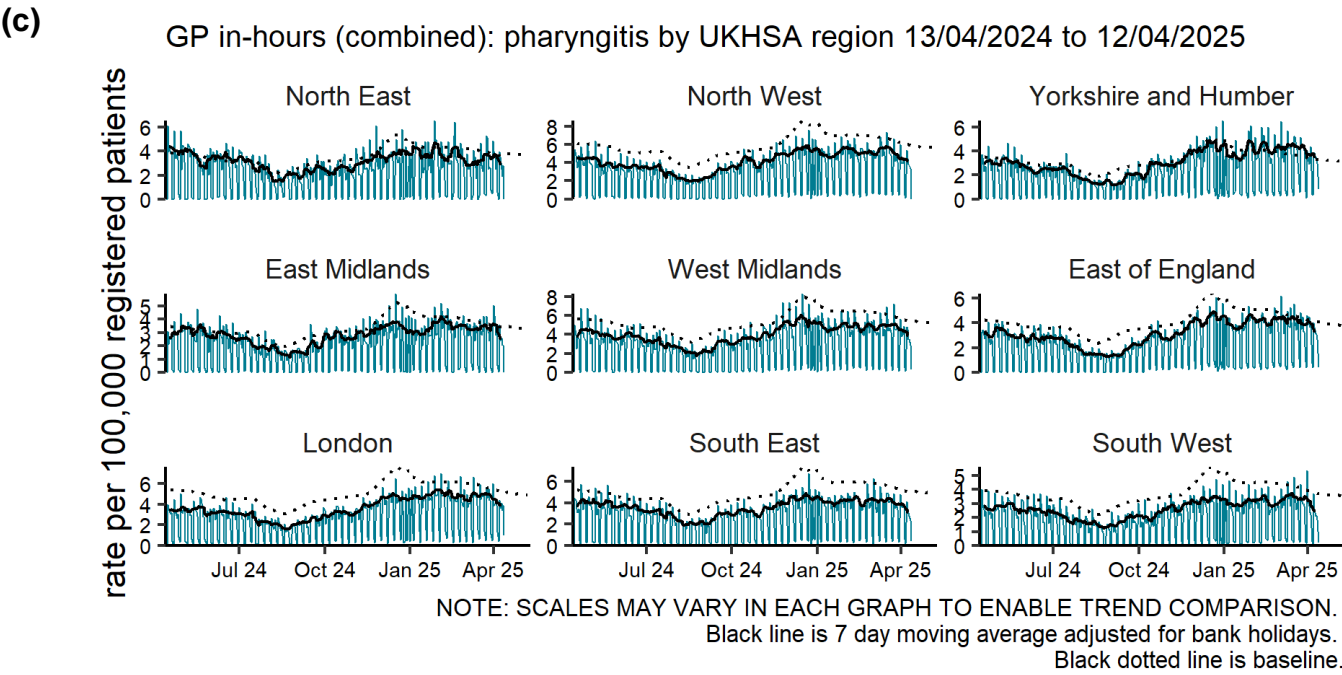 (c)
GP in-hours (combined): pharyngitis by UKHSA region 13/04/2024 to 12/04/2025
rate per 100,000 registered patients
North East
6
4
2
0
North West
8
6
4
2
0
Yorkshire and Humber
6
4
2
0
East Midlands
5
4
3
2
1
0
West Midlands
8
6
4
2
0
East of England
6
4
2
0
London
6
4
2
0
South East
6
4
2
0
South West
5
4
3
2
1
0
Jul 24 Oct 24 Jan 25 Apr 25
Jul 24 Oct 24 Jan 25 Apr 25
Jul 24 Oct 24 Jan 25 Apr 25
NOTE: SCALES MAY VARY IN EACH GRAPH TO ENABLE TREND COMPARISON.
Black line is 7 day moving average adjusted for bank holidays.
Black dotted line is baseline.